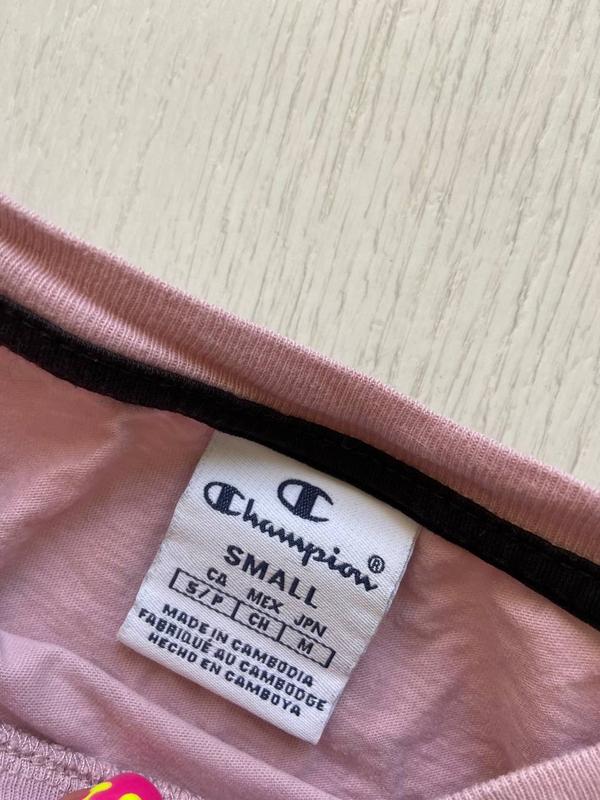 Champion®
SMALL
CA MEX JPN
S/P CH M
MADE IN CAMBODIA
FABRIQUÉ AU CAMBODGE
HECHO EN CAMBOYA